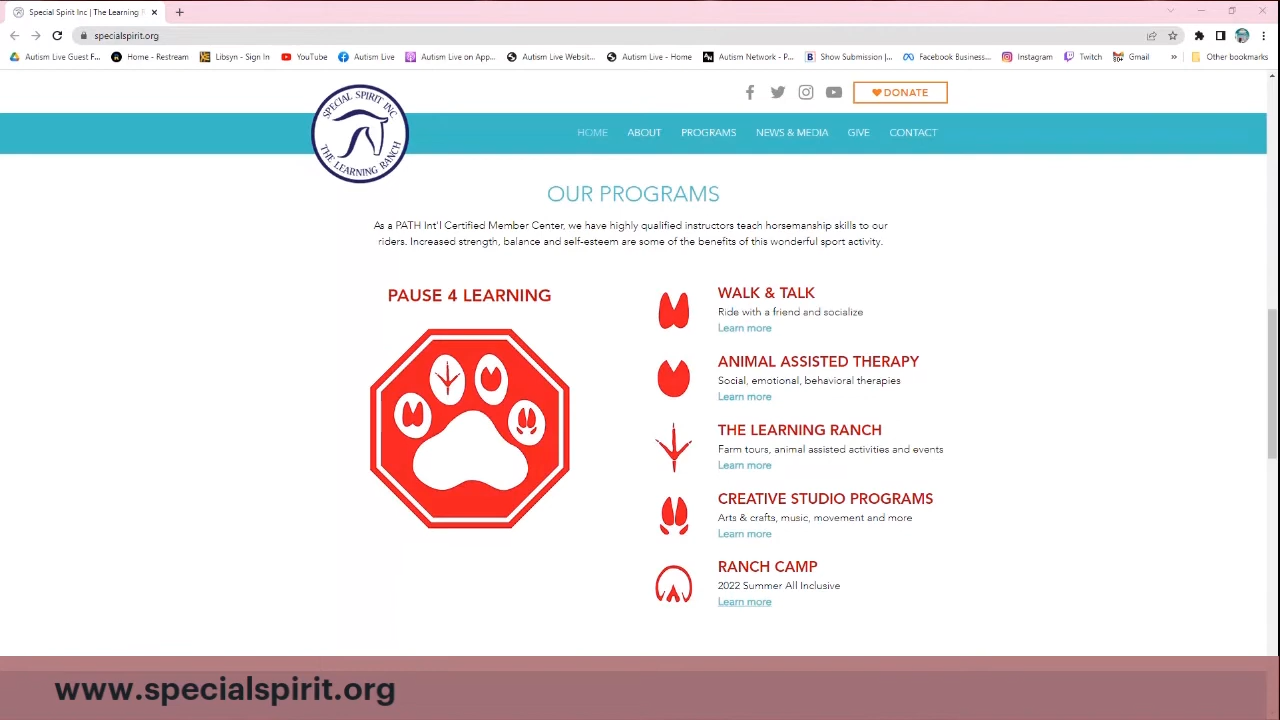 Special Spirit Inc | The Learning R
specialspirit.org
Autism Live Guest F...
Home - Restream
Libsyn - Sign In
YouTube
Autism Live
Autism Live on App...
Autism Live Websit...
Autism Live - Home
Autism Network - P...
Show Submission |...
Facebook Business...
Instagram
Twitch
Gmail
»
Other bookmarks
DONATE
SPECIAL SPIRIT INC.
THE LEARNING RANCH
HOME ABOUT PROGRAMS NEWS & MEDIA GIVE CONTACT
OUR PROGRAMS
As a PATH Int'l Certified Member Center, we have highly qualified instructors teach horsemanship skills to our
riders. Increased strength, balance and self-esteem are some of the benefits of this wonderful sport activity.
PAUSE 4 LEARNING
WALK & TALK
Ride with a friend and socialize
Learn more
ANIMAL ASSISTED THERAPY
Social, emotional, behavioral therapies
Learn more
THE LEARNING RANCH
Farm tours, animal assisted activities and events
Learn more
CREATIVE STUDIO PROGRAMS
Arts & crafts, music, movement and more
Learn more
RANCH CAMP
2022 Summer All Inclusive
Learn more
www.specialspirit.org